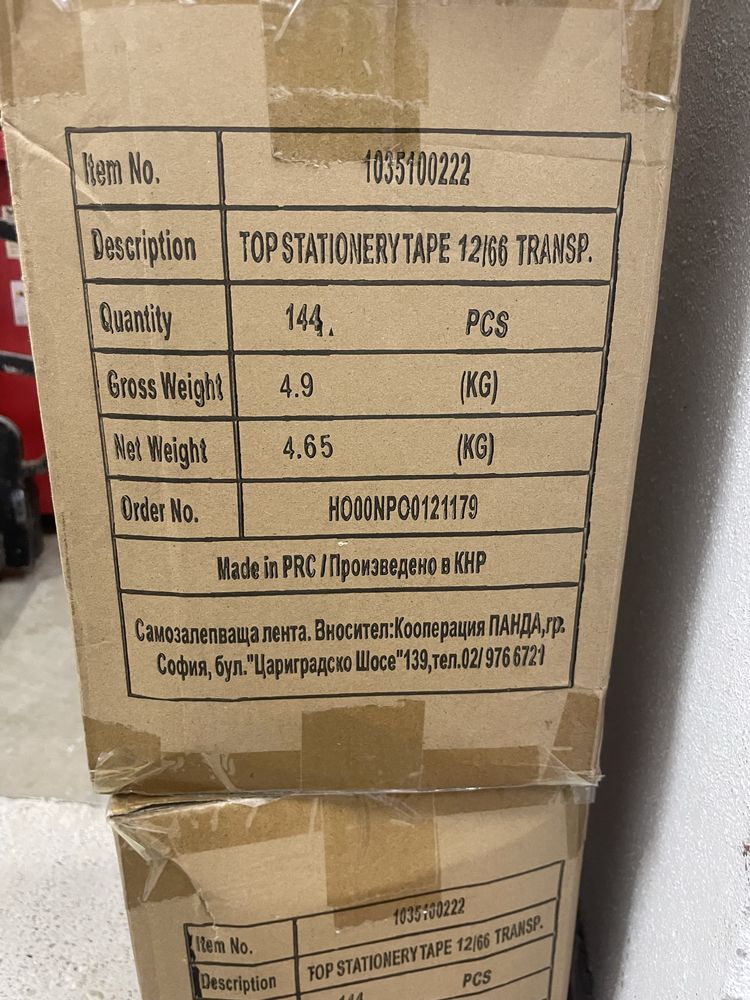 Item No. 1035100222
Description TOP STATIONERY TAPE 12/66 TRANSP.
Quantity 144 PCS
Gross Weight 4.9 (KG)
Net Weight 4.65 (KG)
Order No. HO00NPO0121179
Made in PRC / Произведено в КНР
Самозалепваща лента. Вносител:Кооперация ПАНДА,гр.
София, бул."Цариградско Шосе"139,тел.02/ 976 6721
Item No. 1035100222
Description TOP STATIONERY TAPE 12/66 TRANSP.
144 PCS